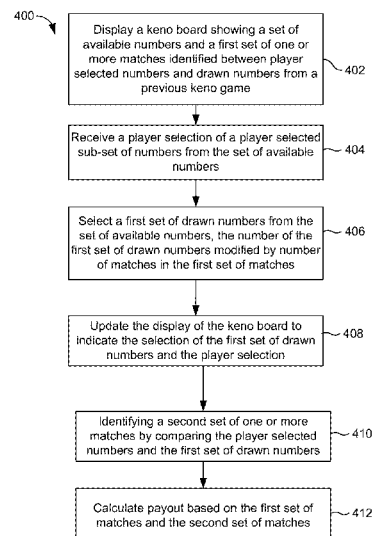 400
Display a keno board showing a set of
available numbers and a first set of one or
more matches identified between player
selected numbers and drawn numbers from a
previous keno game
402
Receive a player selection of a player selected
sub-set of numbers from the set of available
numbers
404
Select a first set of drawn numbers from the
set of available numbers, the number of the
first set of drawn numbers modified by number
of matches in the first set of matches
406
Update the display of the keno board to
indicate the selection of the first set of drawn
numbers and the player selection
408
Identifying a second set of one or more
matches by comparing the player selected
numbers and the first set of drawn numbers
410
Calculate payout based on the first set of
matches and the second set of matches
412